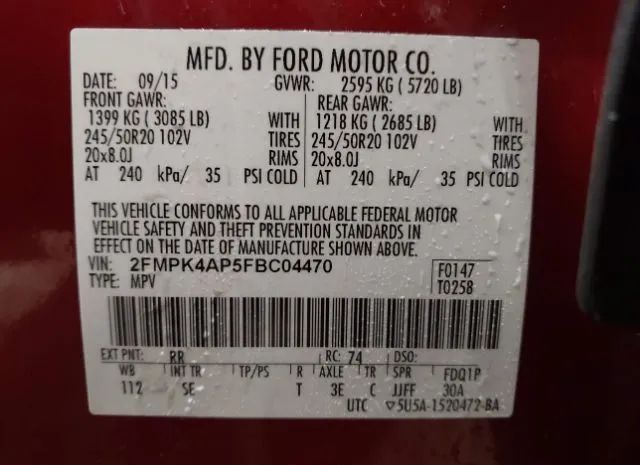 MFD. BY FORD MOTOR CO.
DATE: 09/15 GVWR: 2595 KG ( 5720 LB)
FRONT GAWR: REAR GAWR:
1399 KG ( 3085 LB) WITH 1218 KG ( 2685 LB) WITH
245/50R20 102V TIRES 245/50R20 102V TIRES
20x8.0J RIMS 20x8.0J RIMS
AT 240 kPa/ 35 PSI COLD AT 240 kPa/ 35 PSI COLD
THIS VEHICLE CONFORMS TO ALL APPLICABLE FEDERAL MOTOR
VEHICLE SAFETY AND THEFT PREVENTION STANDARDS IN
EFFECT ON THE DATE OF MANUFACTURE SHOWN ABOVE.
VIN: 2FMPK4AP5FBC04470 F0147
TYPE: MPV T0258
EXT PNT: RR RC: 74 DSO:
WB INT TR TP/PS R AXLE TR SPR FDQ1P
112 SE T 3E C JJFF 30A
UTC ▽5U5A-1520472-BA